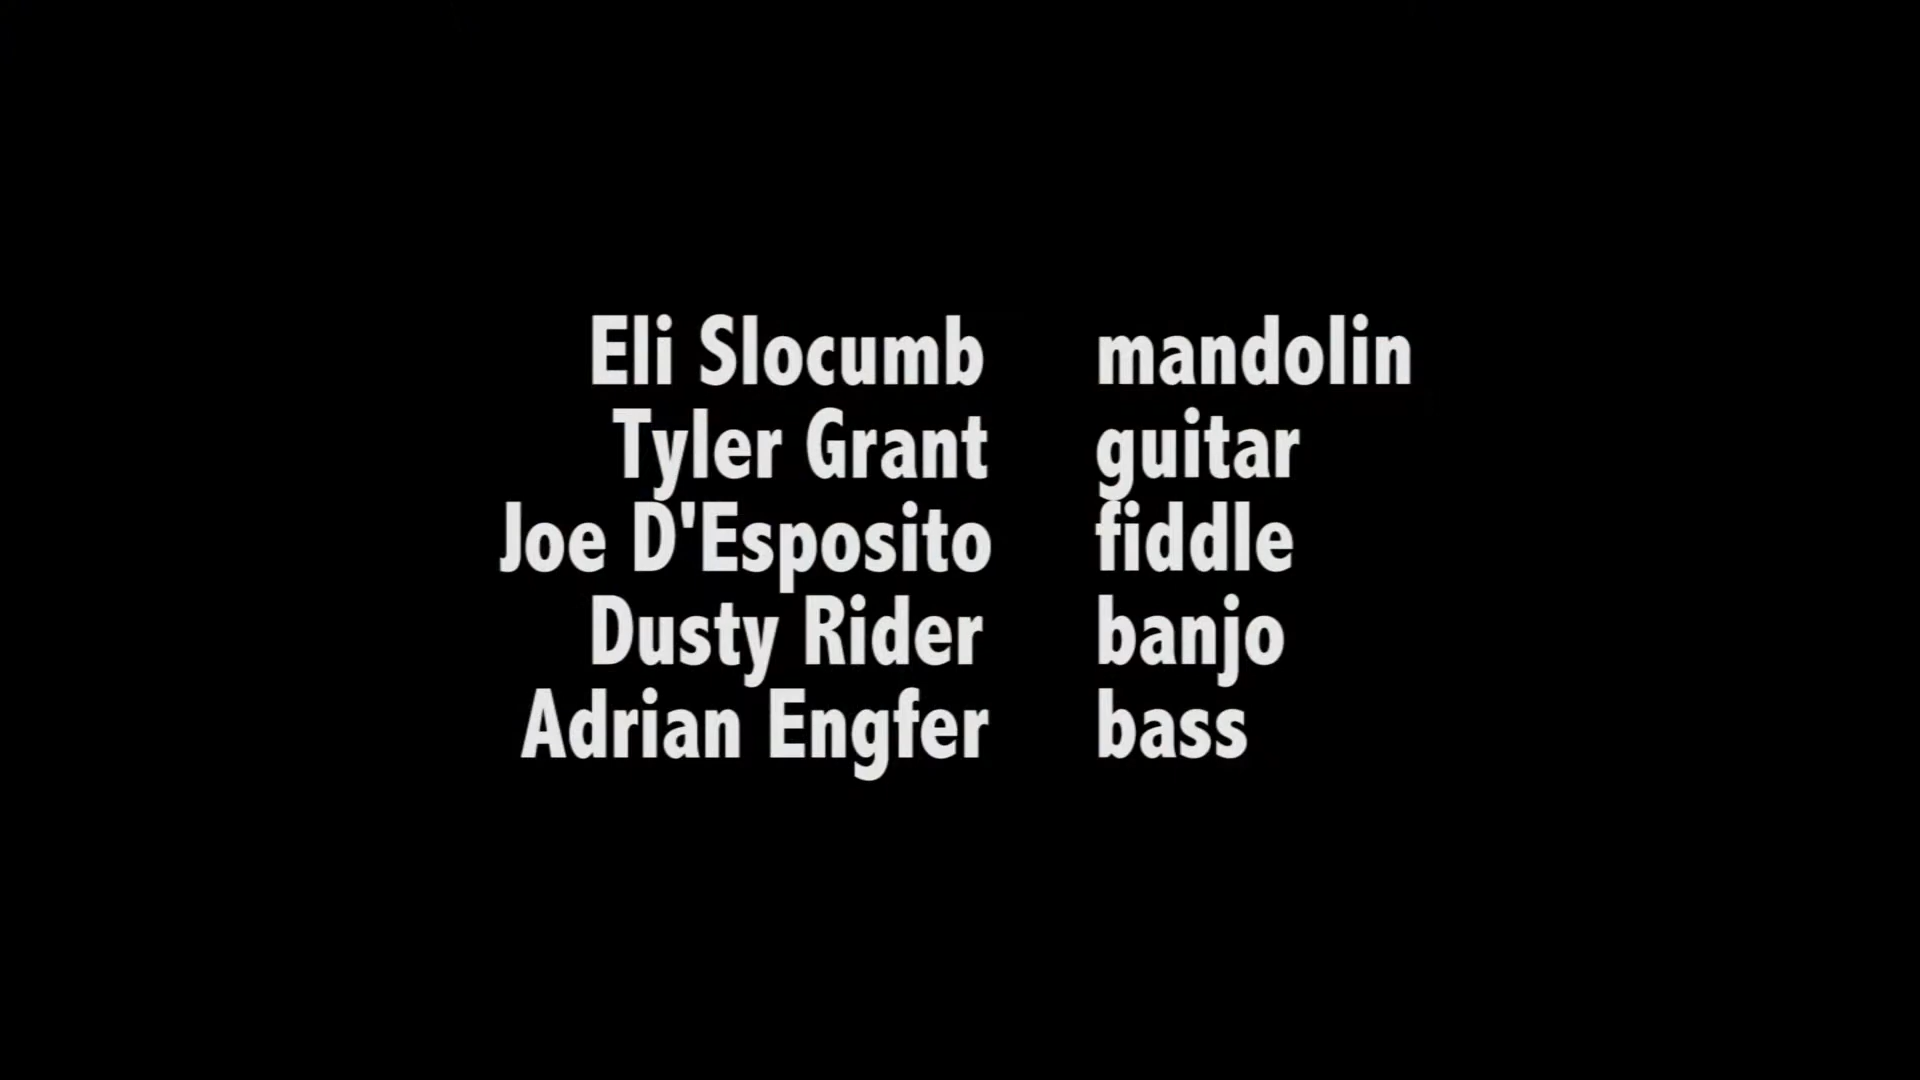 Eli Slocumb mandolin
Tyler Grant guitar
Joe D'Esposito fiddle
Dusty Rider banjo
Adrian Engfer bass